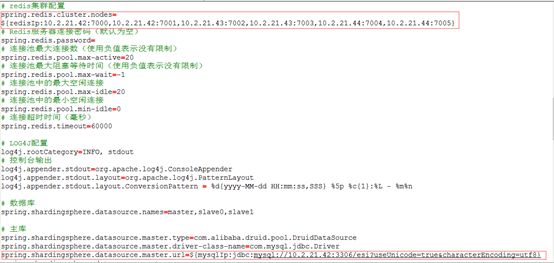 # redis集群配置
spring.redis.cluster.nodes=
${redisIp:10.2.21.42:7000,10.2.21.42:7001,10.2.21.43:7002,10.2.21.43:7003,10.2.21.44:7004,10.2.21.44:7005}
# Redis服务器连接密码（默认为空）
spring.redis.password=
# 连接池最大连接数（使用负值表示没有限制）
spring.redis.pool.max-active=20
# 连接池最大阻塞等待时间（使用负值表示没有限制）
spring.redis.pool.max-wait=-1
# 连接池中的最大空闲连接
spring.redis.pool.max-idle=20
# 连接池中的最小空闲连接
spring.redis.pool.min-idle=0
# 连接超时时间（毫秒）
spring.redis.timeout=60000
# LOG4J配置
log4j.rootCategory=INFO, stdout
# 控制台输出
log4j.appender.stdout=org.apache.log4j.ConsoleAppender
log4j.appender.stdout.layout=org.apache.log4j.PatternLayout
log4j.appender.stdout.layout.ConversionPattern = %d{yyyy-MM-dd HH:mm:ss,SSS} %5p %c{1}:%L - %m%n
# 数据库
spring.shardingsphere.datasource.names=master,slave0,slave1
# 主库
spring.shardingsphere.datasource.master.type=com.alibaba.druid.pool.DruidDataSource
spring.shardingsphere.datasource.master.driver-class-name=com.mysql.jdbc.Driver
spring.shardingsphere.datasource.master.url=${mysqlIp:jdbc:mysql://10.2.21.42:3306/esi?useUnicode=true&characterEncoding=utf8}